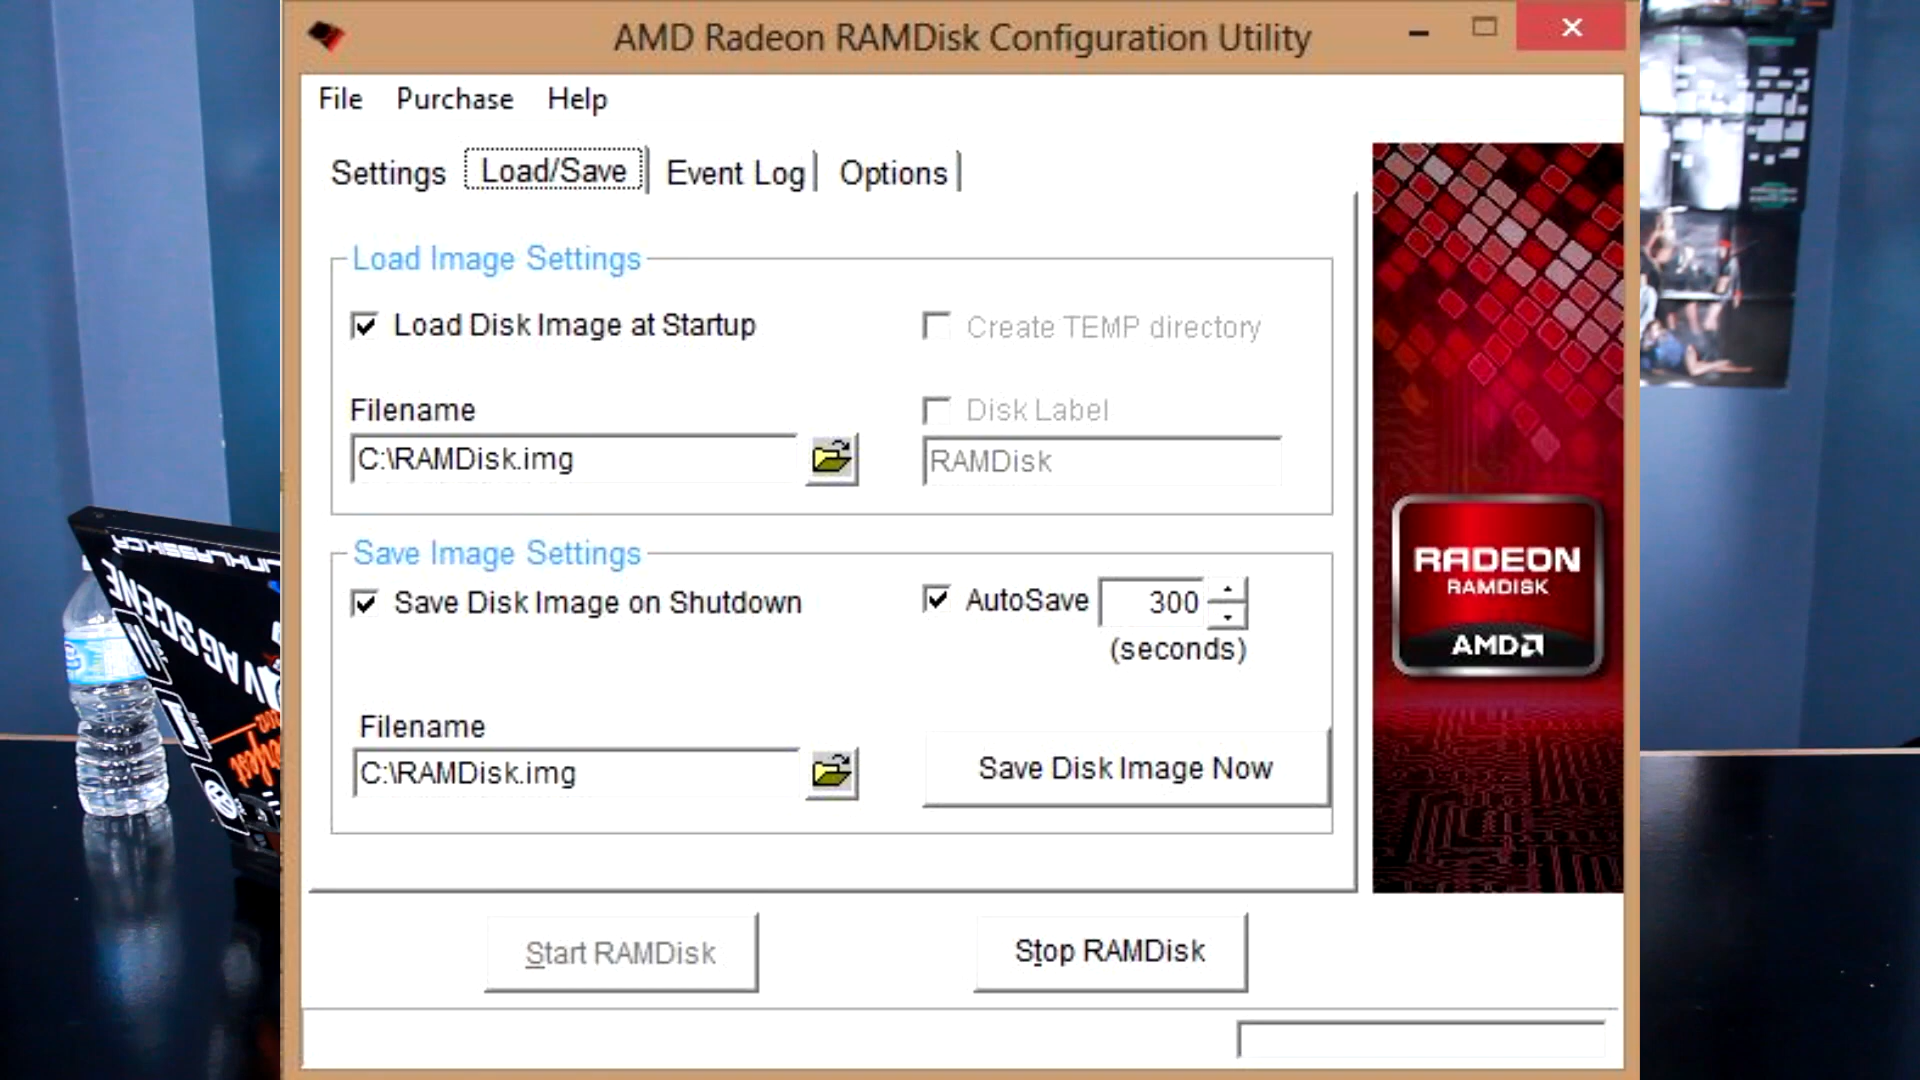 AMD Radeon RAMDisk Configuration Utility
File Purchase Help
Settings Load/Save Event Log Options
Load Image Settings
Load Disk Image at Startup
Create TEMP directory
Filename
Disk Label
C:\RAMDisk.img
RAMDisk
Save Image Settings
Save Disk Image on Shutdown
AutoSave 300
(seconds)
Filename
C:\RAMDisk.img
Save Disk Image Now
Start RAMDisk
Stop RAMDisk
RADEON
RAMDISK
AMD
VAGSCENE